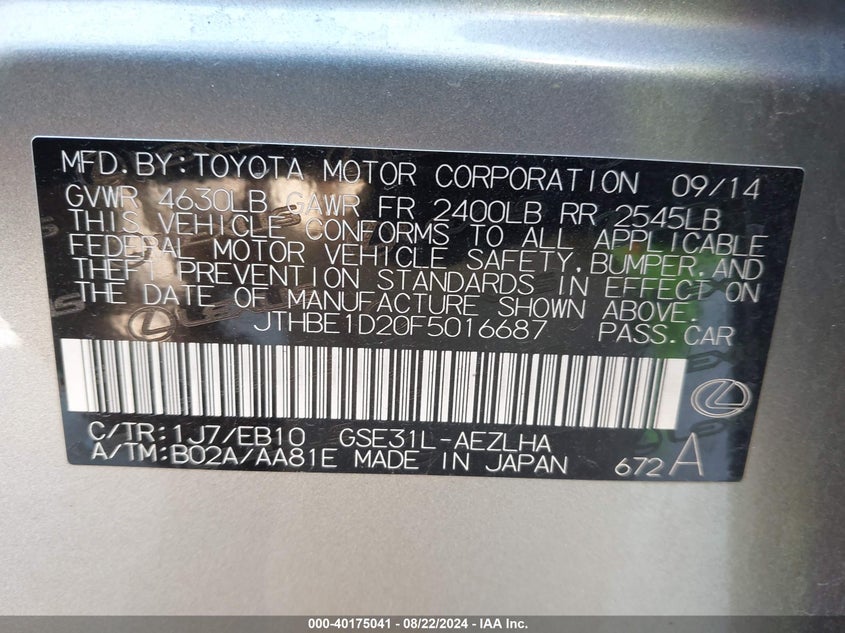 MFD.BY:TOYOTA MOTOR CORPORATION 09/14
GVWR 4630LB GAWR FR 2400LB RR 2545LB
THIS VEHICLE CONFORMS TO ALL APPLICABLE
FEDERAL MOTOR VEHICLE SAFETY,BUMPER,AND
THEFT PREVENTION STANDARDS IN EFFECT ON
THE DATE OF MANUFACTURE SHOWN ABOVE.
JTHBE1D20F5016687 PASS.CAR
C/TR:1J7/EB10 GSE31L-AEZLHA
A/TM:B02A/AA81E MADE IN JAPAN 672A
000-40175041 - 08/22/2024 - IAA Inc.